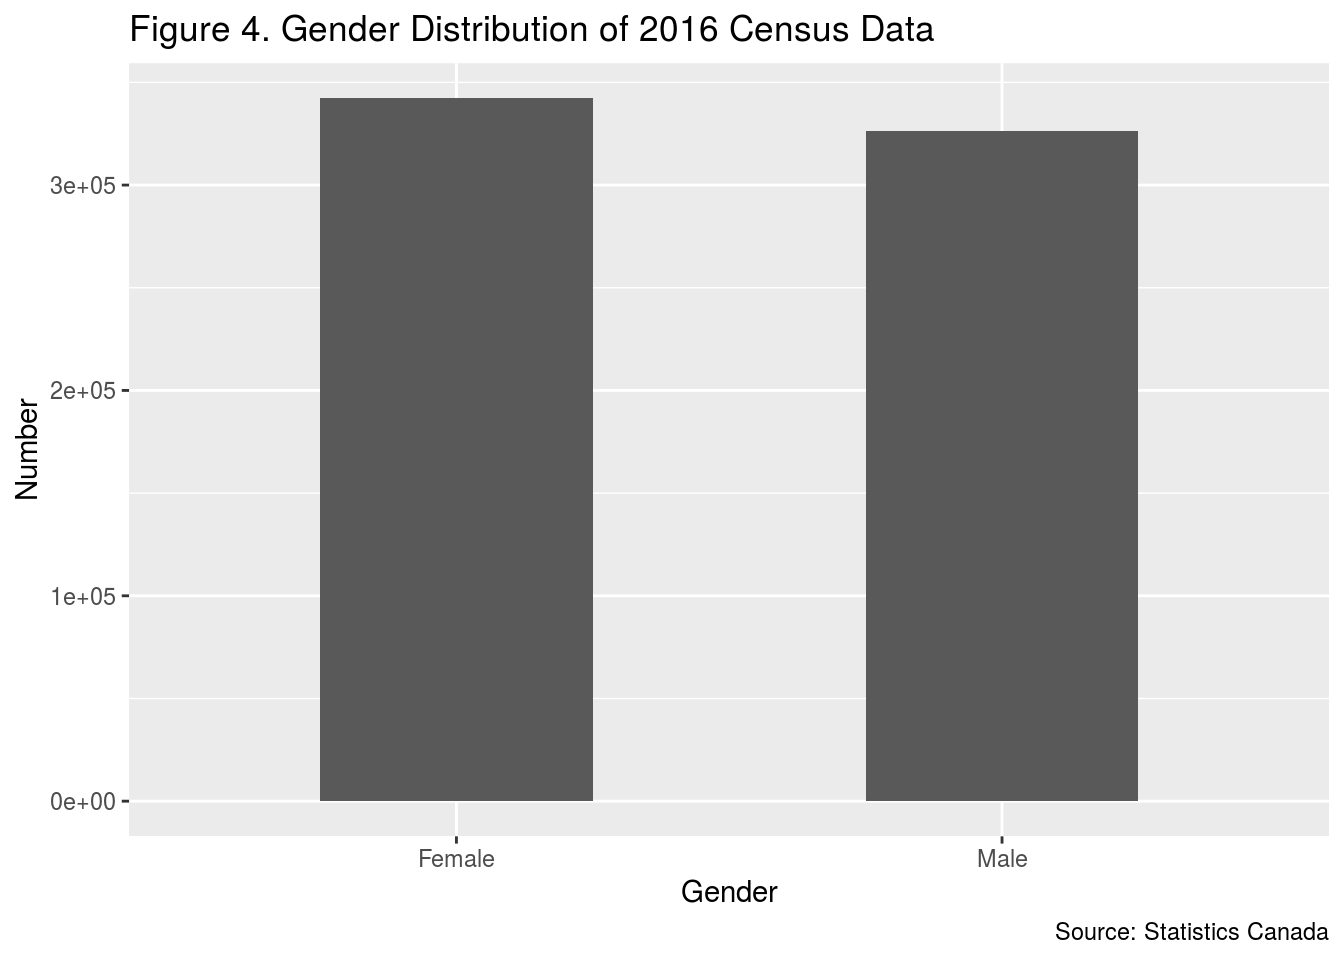 Figure 4. Gender Distribution of 2016 Census Data
Number
3e+05
2e+05
1e+05
0e+00
Female
Male
Gender
Source: Statistics Canada